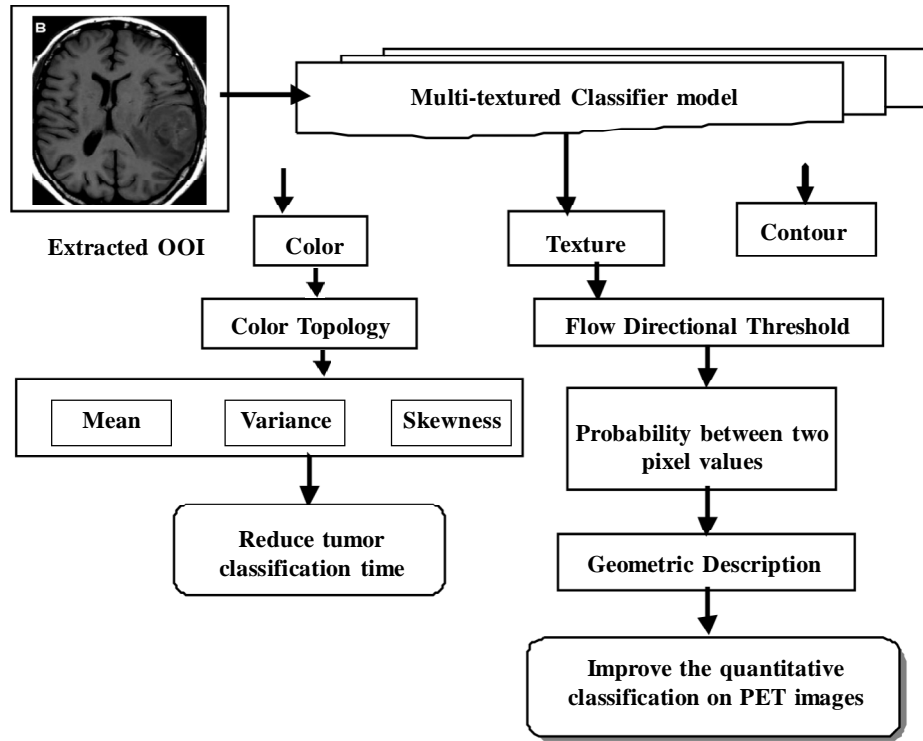 B
Multi-textured Classifier model
Extracted OOI
Color
Texture
Contour
Color Topology
Flow Directional Threshold
Mean
Variance
Skewness
Probability between two
pixel values
Reduce tumor
classification time
Geometric Description
Improve the quantitative
classification on PET images